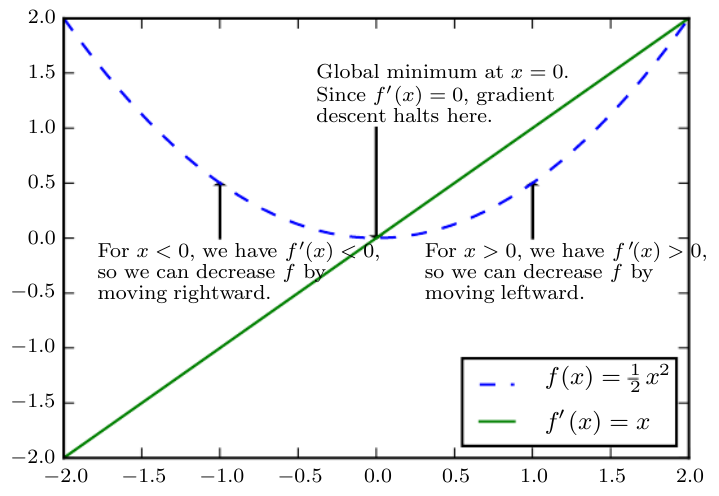 2.0
1.5
1.0
0.5
0.0
−0.5
−1.0
−1.5
−2.0
Global minimum at x = 0.
Since f′(x) = 0, gradient
descent halts here.
For x < 0, we have f′(x) < 0,
so we can decrease f by
moving rightward.
For x > 0, we have f′(x) > 0,
so we can decrease f by
moving leftward.
f(x) = ½ x²
f′(x) = x
−2.0 −1.5 −1.0 −0.5 0.0 0.5 1.0 1.5 2.0